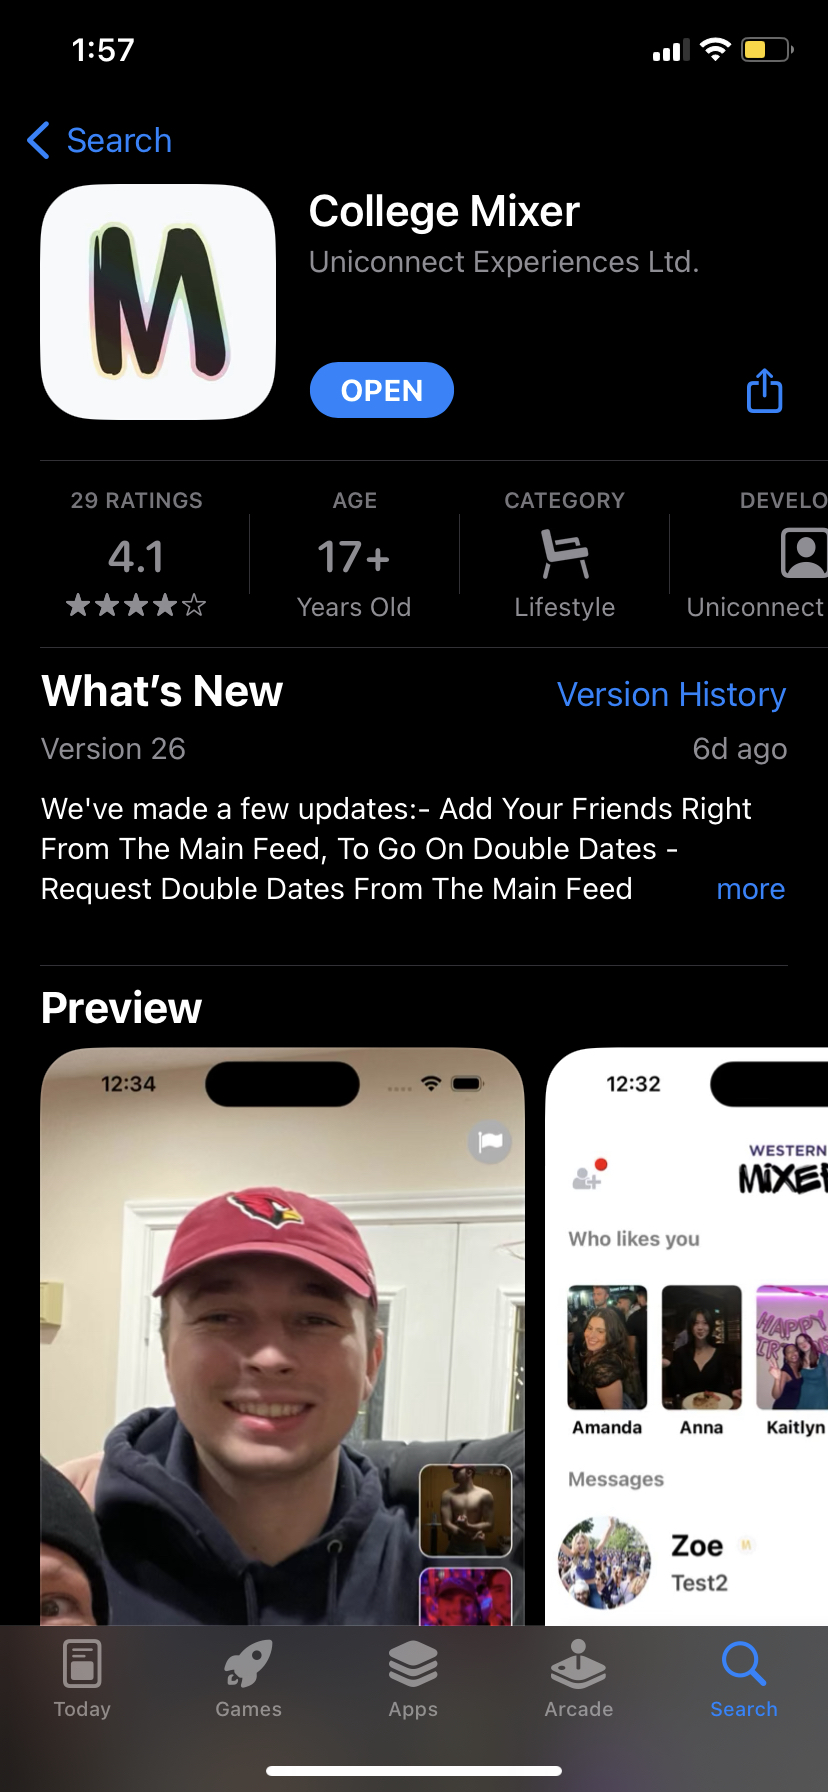 1:57
Search
M
College Mixer
Uniconnect Experiences Ltd.
OPEN
29 RATINGS
4.1
AGE
17+
Years Old
CATEGORY
Lifestyle
DEVELO
Uniconnect
What's New
Version History
Version 26
6d ago
We've made a few updates:- Add Your Friends Right
From The Main Feed, To Go On Double Dates -
Request Double Dates From The Main Feed
more
Preview
12:34
12:32
WESTERN
MIXER
Who likes you
HAPPY
Amanda
Anna
Kaitlyn
Messages
Zoe
Test2
Today
Games
Apps
Arcade
Search